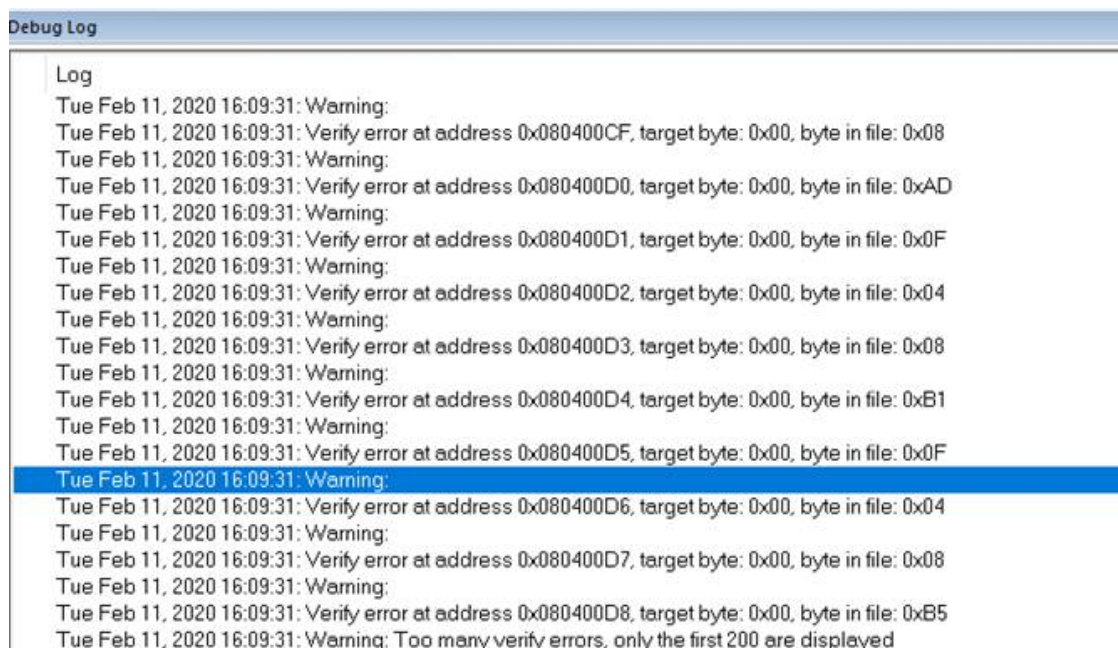 Debug Log
Log
Tue Feb 11, 2020 16:09:31: Warning:
Tue Feb 11, 2020 16:09:31: Verify error at address 0x080400CF, target byte: 0x00, byte in file: 0x08
Tue Feb 11, 2020 16:09:31: Warning:
Tue Feb 11, 2020 16:09:31: Verify error at address 0x080400D0, target byte: 0x00, byte in file: 0xAD
Tue Feb 11, 2020 16:09:31: Warning:
Tue Feb 11, 2020 16:09:31: Verify error at address 0x080400D1, target byte: 0x00, byte in file: 0x0F
Tue Feb 11, 2020 16:09:31: Warning:
Tue Feb 11, 2020 16:09:31: Verify error at address 0x080400D2, target byte: 0x00, byte in file: 0x04
Tue Feb 11, 2020 16:09:31: Warning:
Tue Feb 11, 2020 16:09:31: Verify error at address 0x080400D3, target byte: 0x00, byte in file: 0x08
Tue Feb 11, 2020 16:09:31: Warning:
Tue Feb 11, 2020 16:09:31: Verify error at address 0x080400D4, target byte: 0x00, byte in file: 0xB1
Tue Feb 11, 2020 16:09:31: Warning:
Tue Feb 11, 2020 16:09:31: Verify error at address 0x080400D5, target byte: 0x00, byte in file: 0x0F
Tue Feb 11, 2020 16:09:31: Warning:
Tue Feb 11, 2020 16:09:31: Verify error at address 0x080400D6, target byte: 0x00, byte in file: 0x04
Tue Feb 11, 2020 16:09:31: Warning:
Tue Feb 11, 2020 16:09:31: Verify error at address 0x080400D7, target byte: 0x00, byte in file: 0x08
Tue Feb 11, 2020 16:09:31: Warning:
Tue Feb 11, 2020 16:09:31: Verify error at address 0x080400D8, target byte: 0x00, byte in file: 0xB5
Tue Feb 11, 2020 16:09:31: Warning: Too many verify errors, only the first 200 are displayed